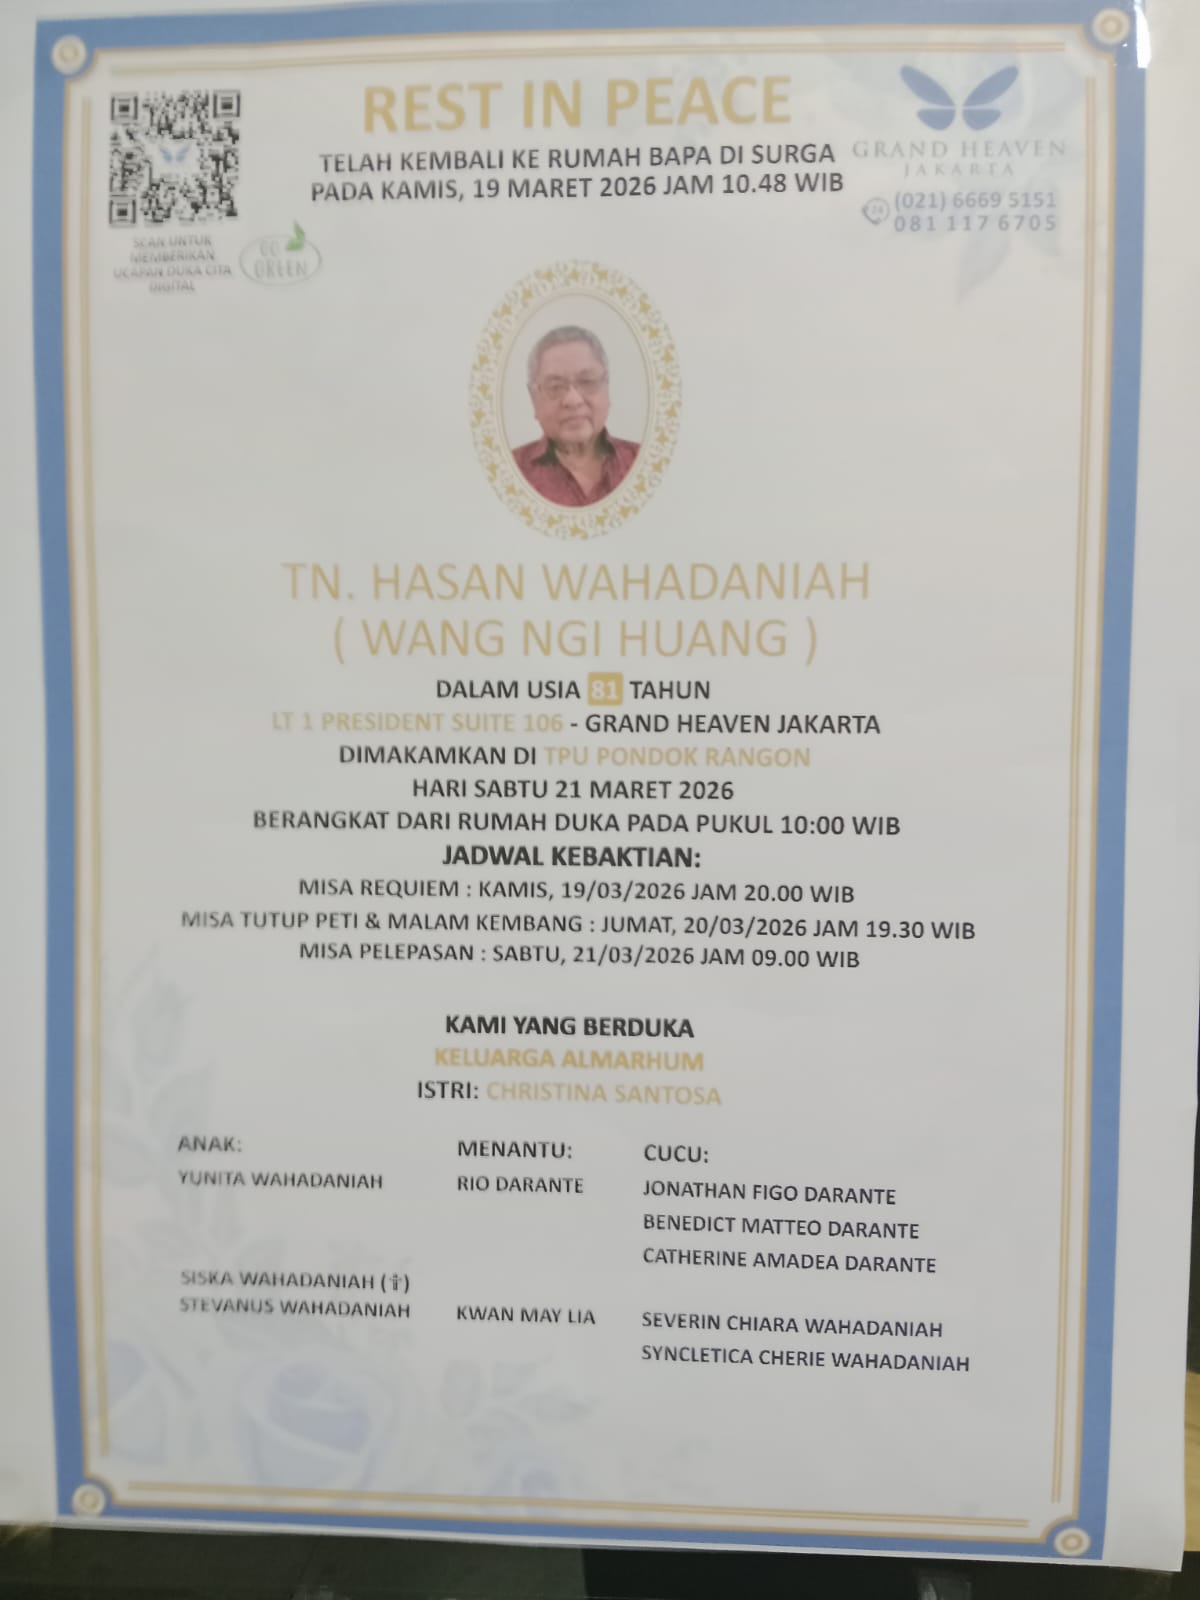 REST IN PEACE
TELAH KEMBALI KE RUMAH BAPA DI SURGA
PADA KAMIS, 19 MARET 2026 JAM 10.48 WIB
GRAND HEAVEN
JAKARTA
24
(021) 6669 5151
081 117 6705
SCAN UNTUK
MEMBERIKAN
UCAPAN DUKA CITA
DIGITAL
GO
GREEN
TN. HASAN WAHADANIAH
( WANG NGI HUANG )
DALAM USIA 81 TAHUN
LT 1 PRESIDENT SUITE 106 - GRAND HEAVEN JAKARTA
DIMAKAMKAN DI TPU PONDOK RANGON
HARI SABTU 21 MARET 2026
BERANGKAT DARI RUMAH DUKA PADA PUKUL 10:00 WIB
JADWAL KEBAKTIAN:
MISA REQUIEM : KAMIS, 19/03/2026 JAM 20.00 WIB
MISA TUTUP PETI & MALAM KEMBANG : JUMAT, 20/03/2026 JAM 19.30 WIB
MISA PELEPASAN : SABTU, 21/03/2026 JAM 09.00 WIB
KAMI YANG BERDUKA
KELUARGA ALMARHUM
ISTRI: CHRISTINA SANTOSA
ANAK: MENANTU: CUCU:
YUNITA WAHADANIAH RIO DARANTE JONATHAN FIGO DARANTE
BENEDICT MATTEO DARANTE
CATHERINE AMADEA DARANTE
SISKA WAHADANIAH (✟)
STEVANUS WAHADANIAH KWAN MAY LIA SEVERIN CHIARA WAHADANIAH
SYNCLETICA CHERIE WAHADANIAH